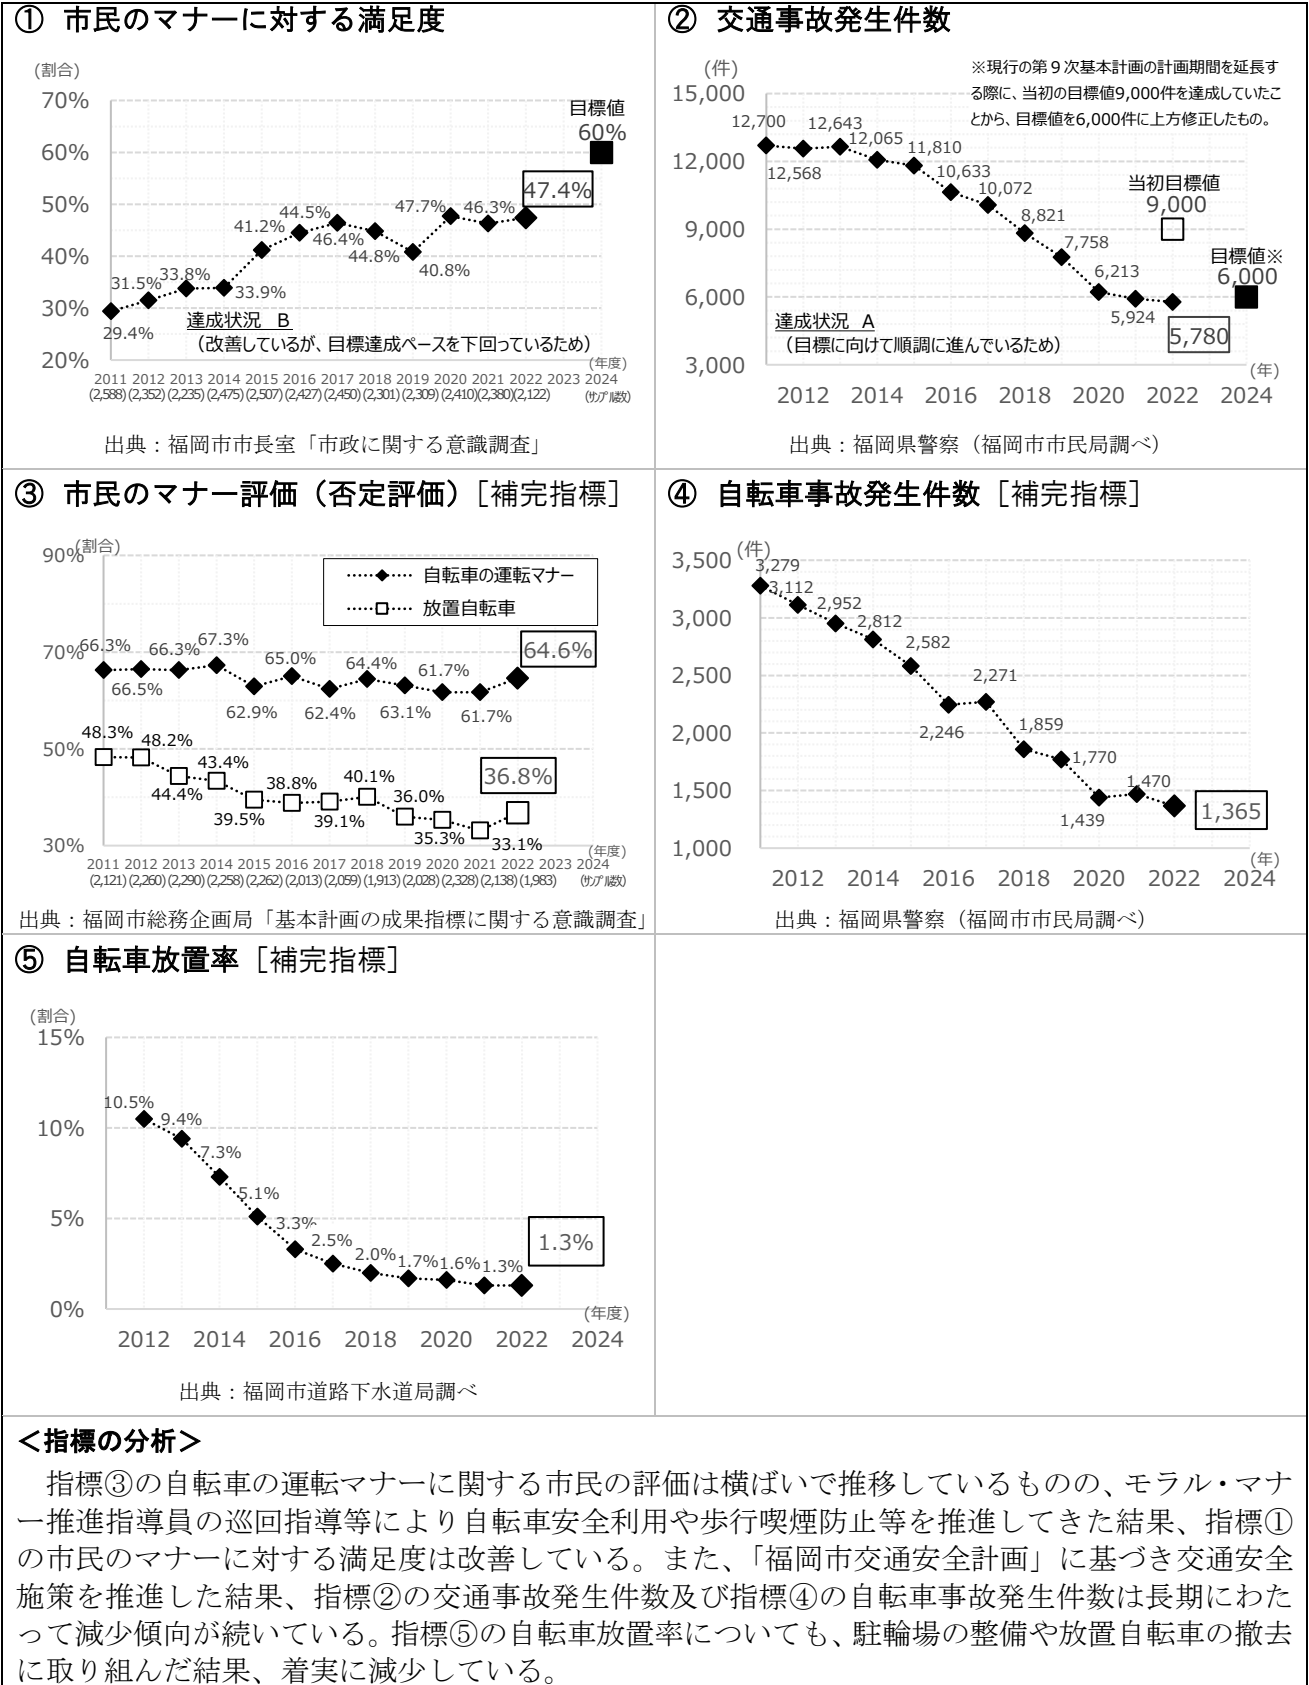 ① 市民のマナーに対する満足度
(割合)
70%
60%
50%
40%
30%
20%
目標値
60%
47.4%
29.4%
31.5%
33.8%
33.9%
41.2%
44.5%
46.4%
44.8%
40.8%
47.7%
46.3%
達成状況 B
（改善しているが、目標達成ペースを下回っているため）
(年度)
2011 2012 2013 2014 2015 2016 2017 2018 2019 2020 2021 2022 2023 2024
(2,588) (2,352) (2,235) (2,475) (2,507) (2,427) (2,450) (2,301) (2,309) (2,410) (2,380) (2,122) (サンプル数)
出典：福岡市市長室「市政に関する意識調査」
② 交通事故発生件数
(件)
※現行の第９次基本計画の計画期間を延長す
る際に、当初の目標値9,000件を達成していたこ
とから、目標値を6,000件に上方修正したもの。
15,000
12,000
9,000
6,000
3,000
12,700
12,568
12,643
12,065
11,810
10,633
10,072
8,821
7,758
6,213
5,924
5,780
当初目標値
9,000
目標値※
6,000
達成状況 A
（目標に向けて順調に進んでいるため）
(年)
2012 2014 2016 2018 2020 2022 2024
出典：福岡県警察（福岡市市民局調べ）
③ 市民のマナー評価（否定評価）［補完指標］
(割合)
90%
70%
50%
30%
自転車の運転マナー
放置自転車
66.3%
66.5%
66.3%
67.3%
62.9%
65.0%
62.4%
64.4%
63.1%
61.7%
61.7%
64.6%
48.3%
48.2%
44.4%
43.4%
39.5%
38.8%
39.1%
40.1%
36.0%
35.3%
33.1%
36.8%
(年度)
2011 2012 2013 2014 2015 2016 2017 2018 2019 2020 2021 2022 2023 2024
(2,121) (2,260) (2,290) (2,258) (2,262) (2,013) (2,059) (1,913) (2,028) (2,328) (2,138) (1,983) (サンプル数)
出典：福岡市総務企画局「基本計画の成果指標に関する意識調査」
④ 自転車事故発生件数［補完指標］
(件)
3,500
3,000
2,500
2,000
1,500
1,000
3,279
3,112
2,952
2,812
2,582
2,246
2,271
1,859
1,770
1,439
1,470
1,365
(年)
2012 2014 2016 2018 2020 2022 2024
出典：福岡県警察（福岡市市民局調べ）
⑤ 自転車放置率［補完指標］
(割合)
15%
10%
5%
0%
10.5%
9.4%
7.3%
5.1%
3.3%
2.5%
2.0%
1.7%
1.6%
1.3%
1.3%
(年度)
2012 2014 2016 2018 2020 2022 2024
出典：福岡市道路下水道局調べ
＜指標の分析＞
指標③の自転車の運転マナーに関する市民の評価は横ばいで推移しているものの、モラル・マナ
ー推進指導員の巡回指導等により自転車安全利用や歩行喫煙防止等を推進してきた結果、指標①
の市民のマナーに対する満足度は改善している。また、「福岡市交通安全計画」に基づき交通安全
施策を推進した結果、指標②の交通事故発生件数及び指標④の自転車事故発生件数は長期にわた
って減少傾向が続いている。指標⑤の自転車放置率についても、駐輪場の整備や放置自転車の撤去
に取り組んだ結果、着実に減少している。